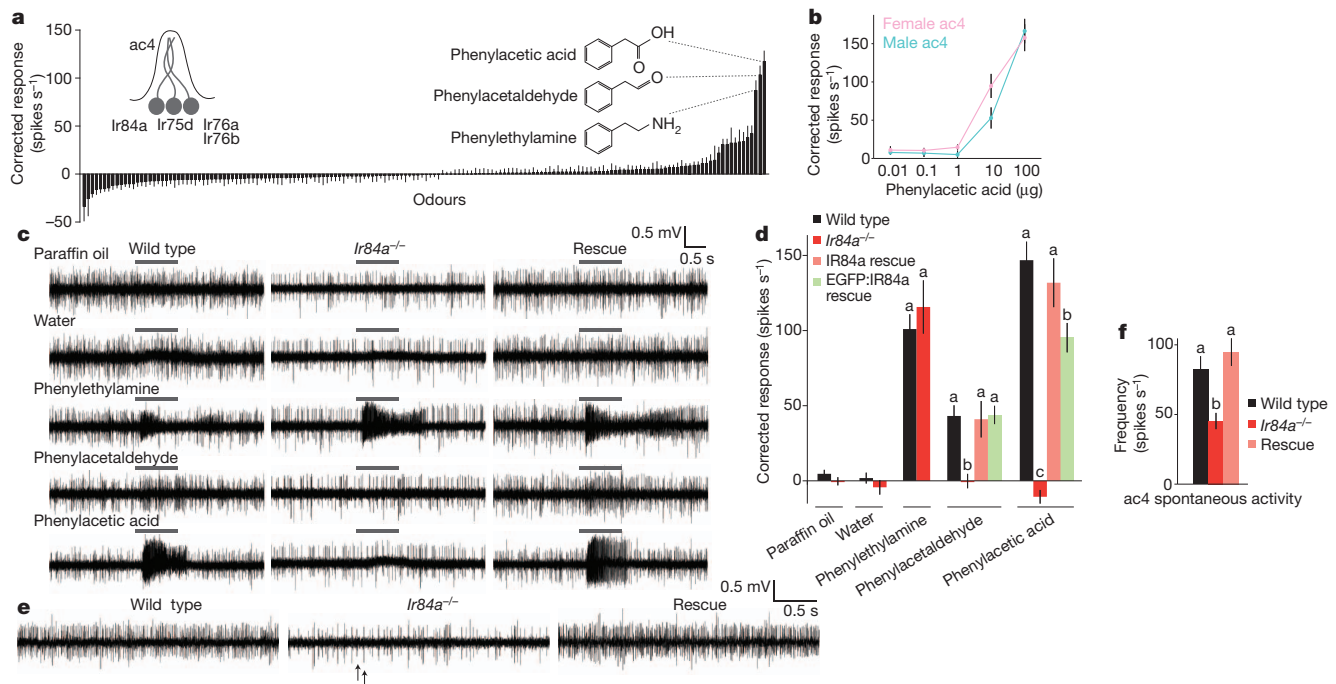 a
Corrected response
(spikes s⁻¹)
150
100
50
0
–50
ac4
Ir84a
Ir75d
Ir76a
Ir76b
Phenylacetic acid
OH
O
Phenylacetaldehyde
O
Phenylethylamine
NH₂
Odours
b
Corrected response
(spikes s⁻¹)
150
100
50
0
Female ac4
Male ac4
0.01 0.1 1 10 100
Phenylacetic acid (μg)
c
0.5 mV
0.5 s
Wild type
Ir84a⁻/⁻
Rescue
Paraffin oil
Water
Phenylethylamine
Phenylacetaldehyde
Phenylacetic acid
d
Wild type
Ir84a⁻/⁻
IR84a rescue
EGFP:IR84a
rescue
Corrected response (spikes s⁻¹)
150
100
50
0
a a
a b a a
a c a b
Paraffin oil
Water
Phenylethylamine
Phenylacetaldehyde
Phenylacetic acid
e
0.5 mV
0.5 s
Wild type
Ir84a⁻/⁻
Rescue
f
Frequency
(spikes s⁻¹)
100
50
0
a b a
Wild type
Ir84a⁻/⁻
Rescue
ac4 spontaneous activity